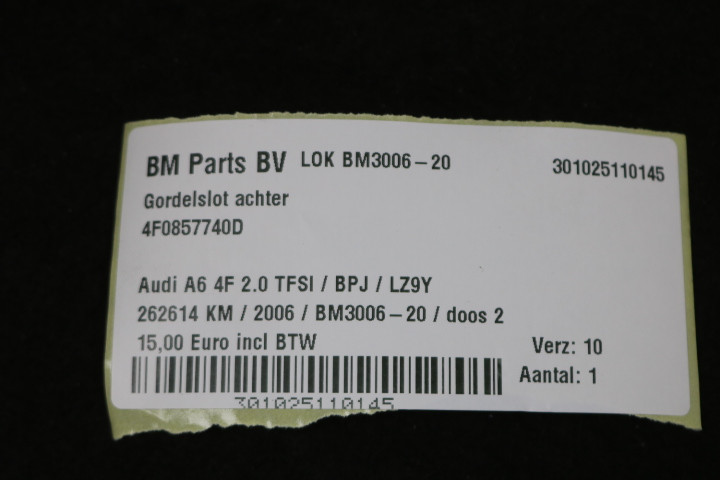 BM Parts BV LOK BM3006-20 301025110145
Gordelslot achter
4F0857740D
Audi A6 4F 2.0 TFSI / BPJ / LZ9Y
262614 KM / 2006 / BM3006-20 / doos 2
15,00 Euro incl BTW Verz: 10
Aantal: 1
301025110145